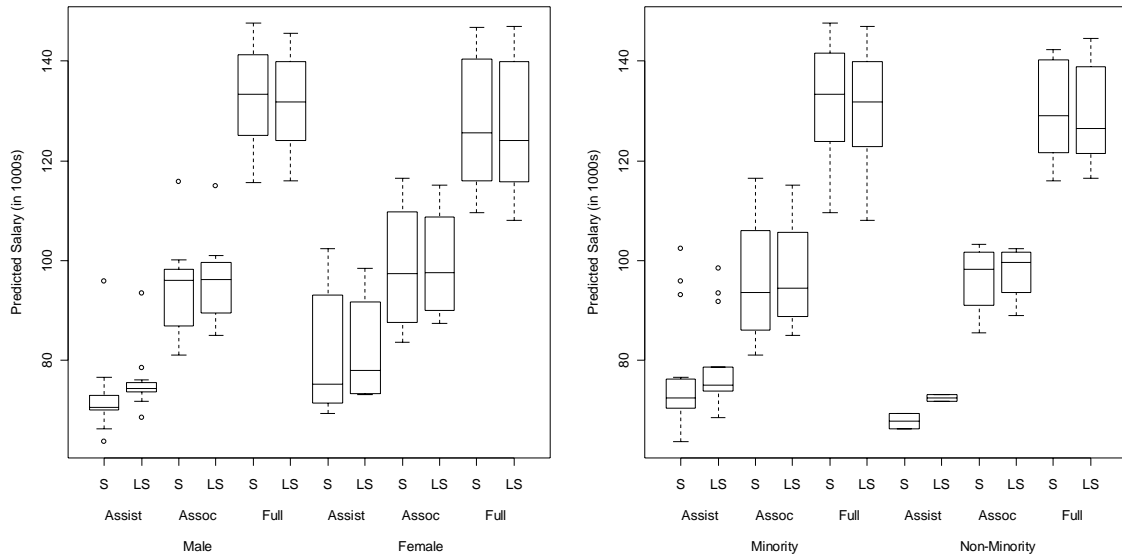 Predicted Salary (in 1000s)
140
120
100
80
S LS S LS S LS S LS S LS S LS
Assist Assoc Full Assist Assoc Full
Male Female
Predicted Salary (in 1000s)
140
120
100
80
S LS S LS S LS S LS S LS S LS
Assist Assoc Full Assist Assoc Full
Minority Non-Minority